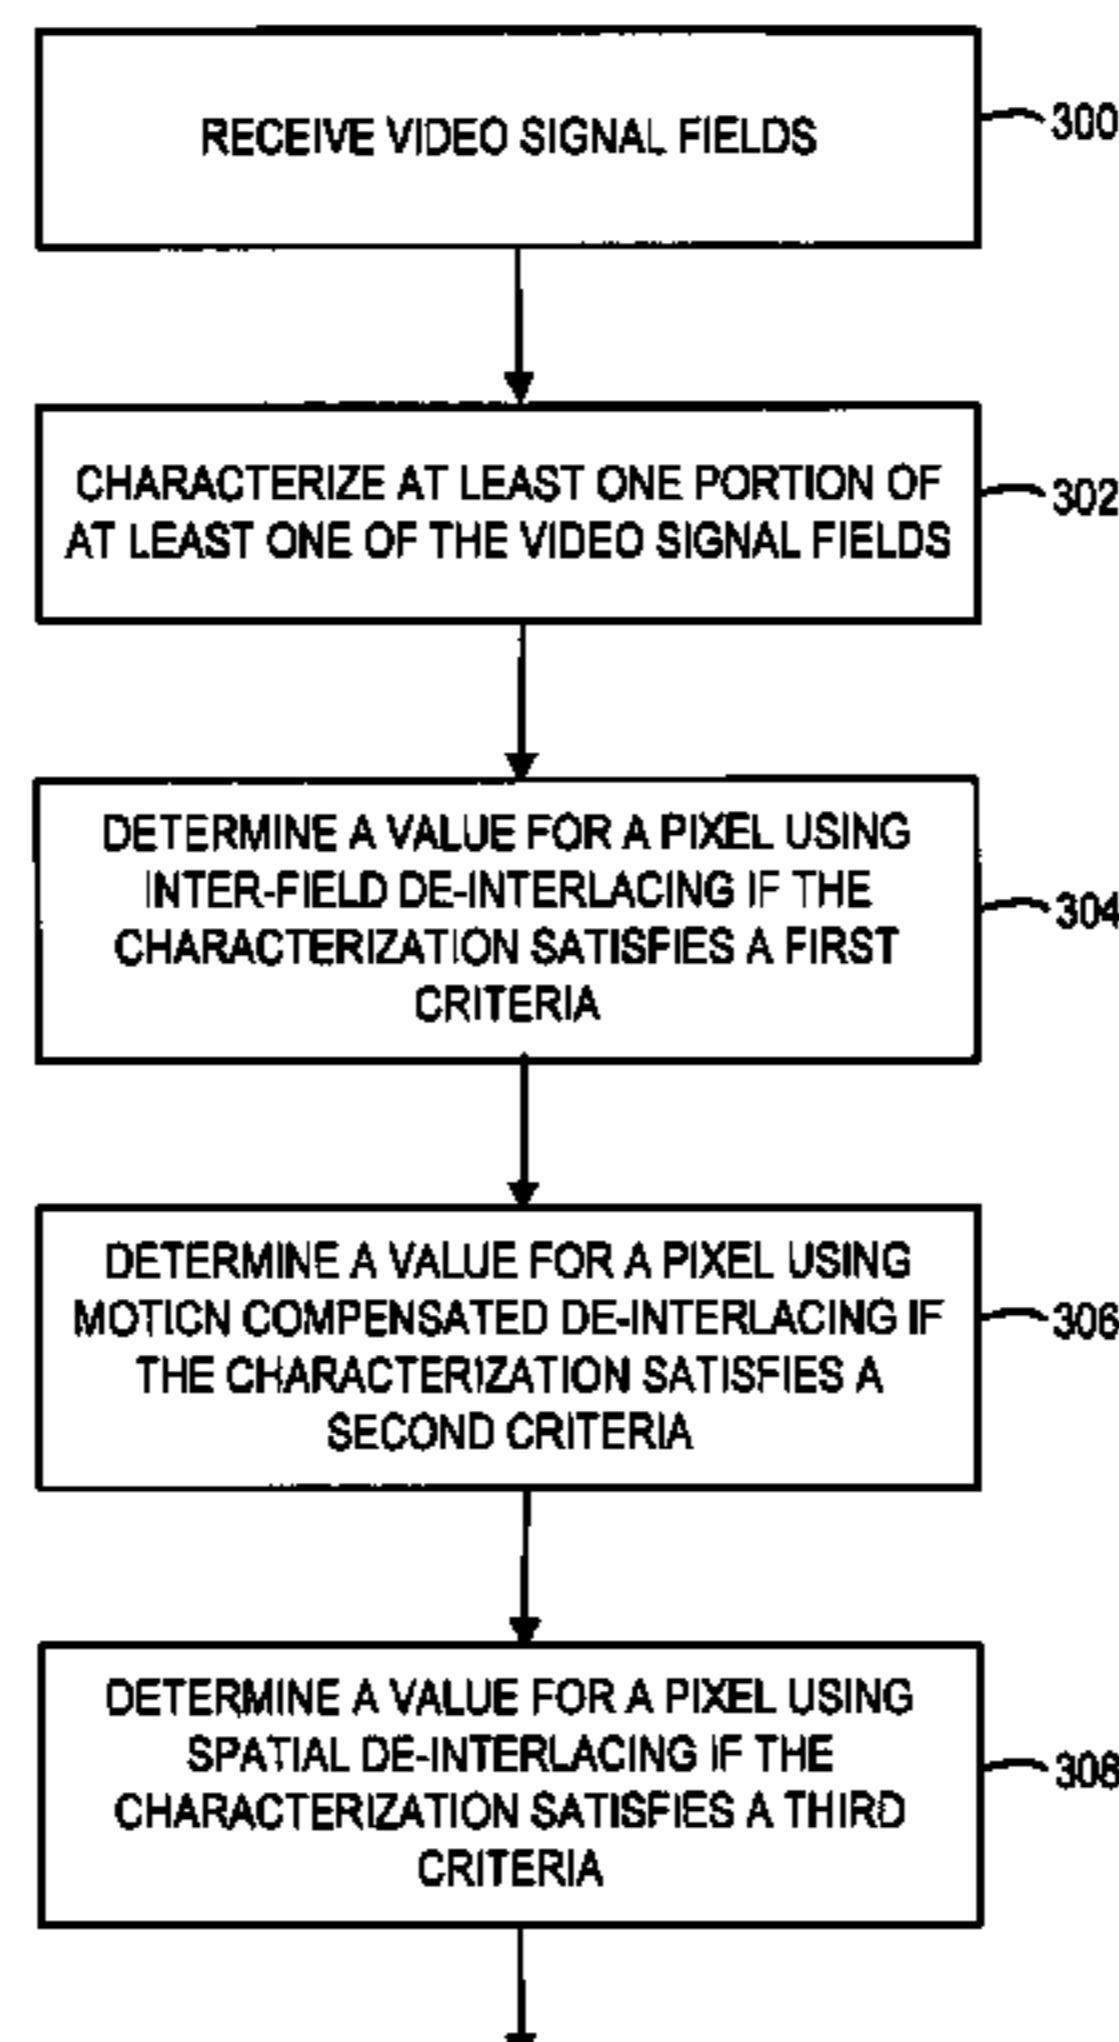 RECEIVE VIDEO SIGNAL FIELDS
300
CHARACTERIZE AT LEAST ONE PORTION OF
AT LEAST ONE OF THE VIDEO SIGNAL FIELDS
302
DETERMINE A VALUE FOR A PIXEL USING
INTER-FIELD DE-INTERLACING IF THE
CHARACTERIZATION SATISFIES A FIRST
CRITERIA
304
DETERMINE A VALUE FOR A PIXEL USING
MOTION COMPENSATED DE-INTERLACING IF
THE CHARACTERIZATION SATISFIES A
SECOND CRITERIA
306
DETERMINE A VALUE FOR A PIXEL USING
SPATIAL DE-INTERLACING IF THE
CHARACTERIZATION SATISFIES A THIRD
CRITERIA
308